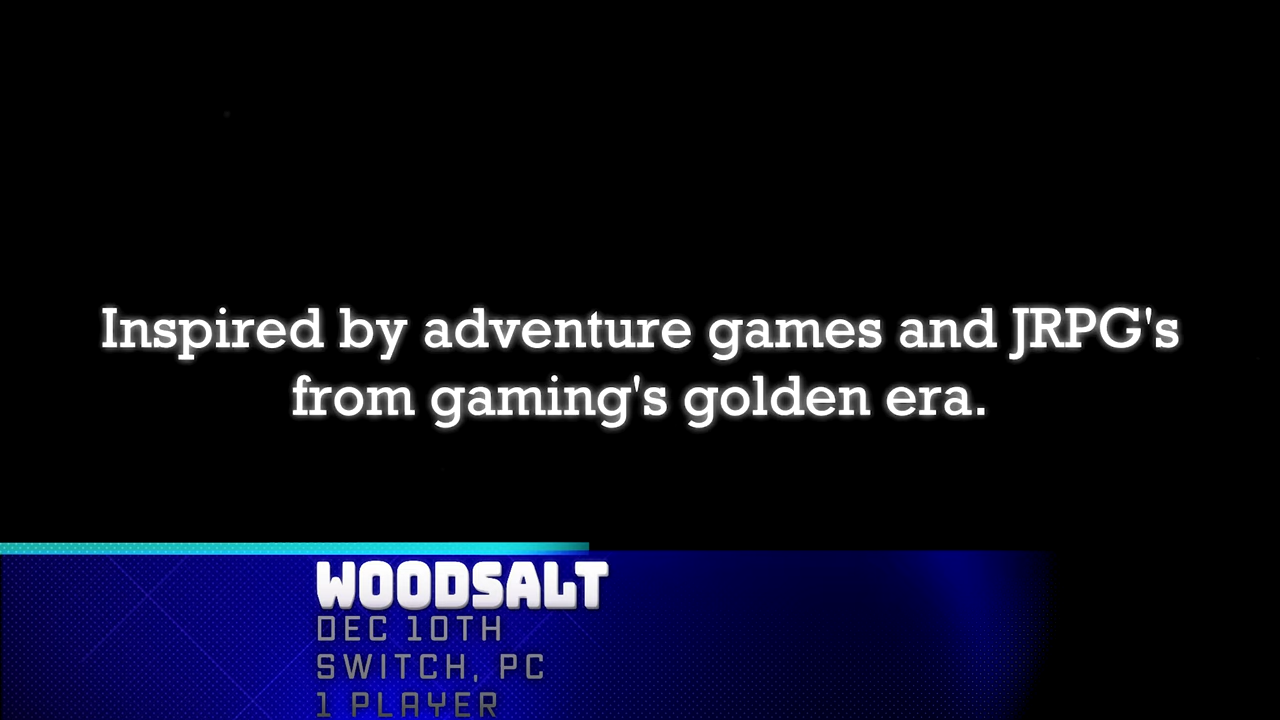 Inspired by adventure games and JRPG's
from gaming's golden era.
WOODSALT
DEC 10TH
SWITCH, PC
1 PLAYER